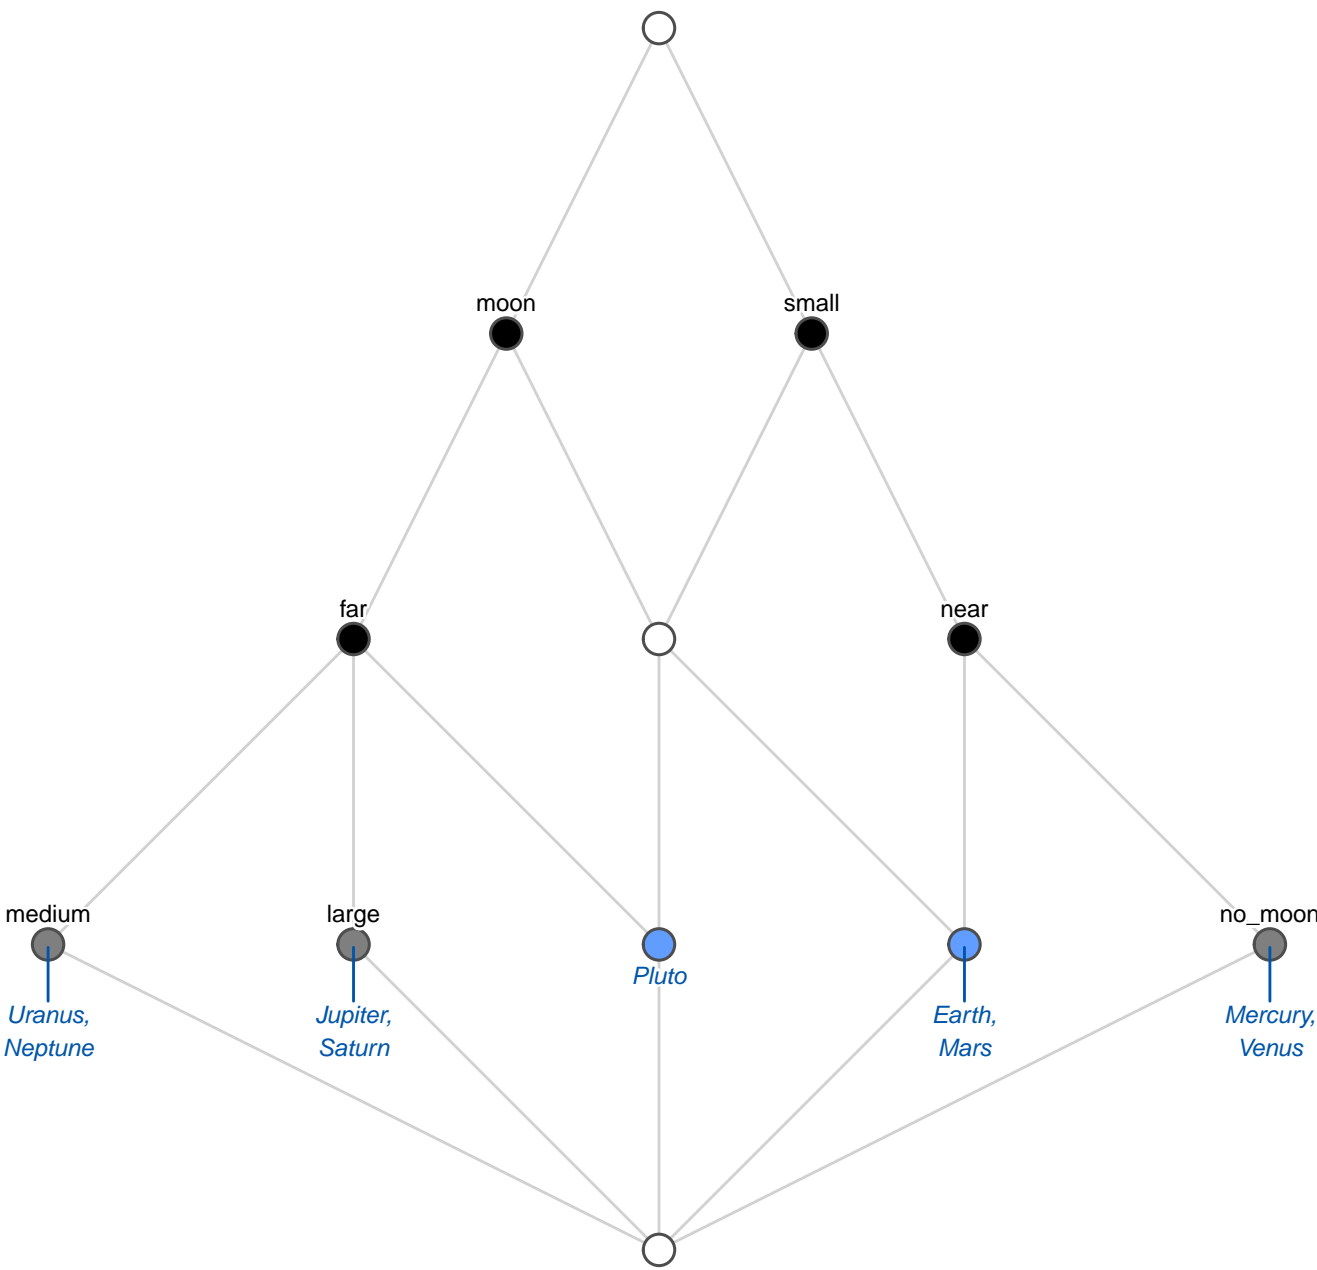 moon
small
far
near
medium
large
no_moon
Pluto
Uranus,
Neptune
Jupiter,
Saturn
Earth,
Mars
Mercury,
Venus